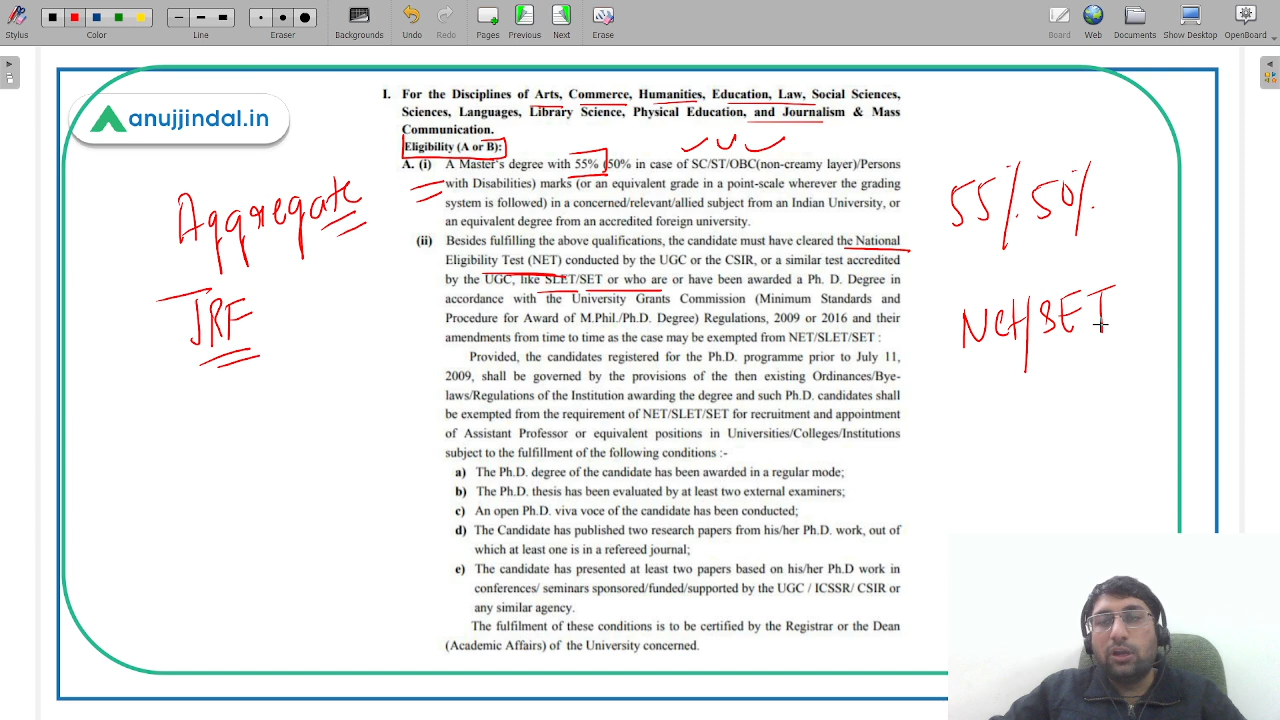 Stylus
Color
Line
Eraser
Backgrounds
Undo
Redo
Pages
Previous
Next
Erase
Board
Web
Documents
Show Desktop
OpenBoard
anujjindal.in
I. For the Disciplines of Arts, Commerce, Humanities, Education, Law, Social Sciences,
Sciences, Languages, Library Science, Physical Education, and Journalism & Mass
Communication.
Eligibility (A or B):
A. (i) A Master's degree with 55% (50% in case of SC/ST/OBC(non-creamy layer)/Persons
with Disabilities) marks (or an equivalent grade in a point-scale wherever the grading
system is followed) in a concerned/relevant/allied subject from an Indian University, or
an equivalent degree from an accredited foreign university.
(ii) Besides fulfilling the above qualifications, the candidate must have cleared the National
Eligibility Test (NET) conducted by the UGC or the CSIR, or a similar test accredited
by the UGC, like SLET/SET or who are or have been awarded a Ph. D. Degree in
accordance with the University Grants Commission (Minimum Standards and
Procedure for Award of M.Phil./Ph.D. Degree) Regulations, 2009 or 2016 and their
amendments from time to time as the case may be exempted from NET/SLET/SET :
Provided, the candidates registered for the Ph.D. programme prior to July 11,
2009, shall be governed by the provisions of the then existing Ordinances/Bye-
laws/Regulations of the Institution awarding the degree and such Ph.D. candidates shall
be exempted from the requirement of NET/SLET/SET for recruitment and appointment
of Assistant Professor or equivalent positions in Universities/Colleges/Institutions
subject to the fulfillment of the following conditions :-
a) The Ph.D. degree of the candidate has been awarded in a regular mode;
b) The Ph.D. thesis has been evaluated by at least two external examiners;
c) An open Ph.D. viva voce of the candidate has been conducted;
d) The Candidate has published two research papers from his/her Ph.D. work, out of
which at least one is in a refereed journal;
e) The candidate has presented at least two papers based on his/her Ph.D work in
conferences/ seminars sponsored/funded/supported by the UGC / ICSSR/ CSIR or
any similar agency.
The fulfilment of these conditions is to be certified by the Registrar or the Dean
(Academic Affairs) of the University concerned.
Aggregate
JRF
55% 50%
NET/SET